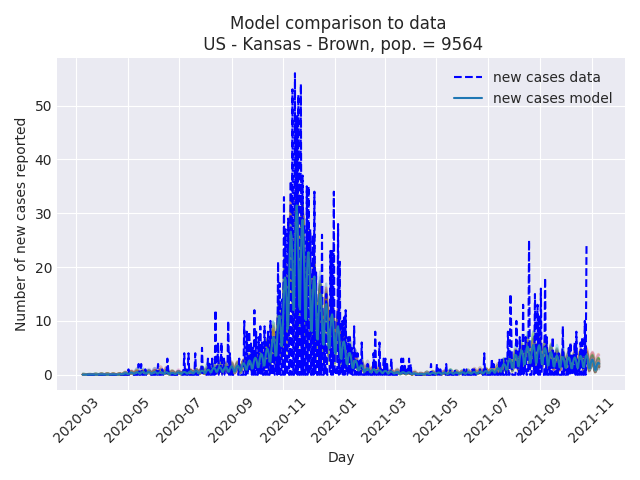 Model comparison to data
US - Kansas - Brown, pop. = 9564
new cases data
new cases model
Number of new cases reported
50
40
30
20
10
0
2020-03
2020-05
2020-07
2020-09
2020-11
2021-01
2021-03
2021-05
2021-07
2021-09
2021-11
Day